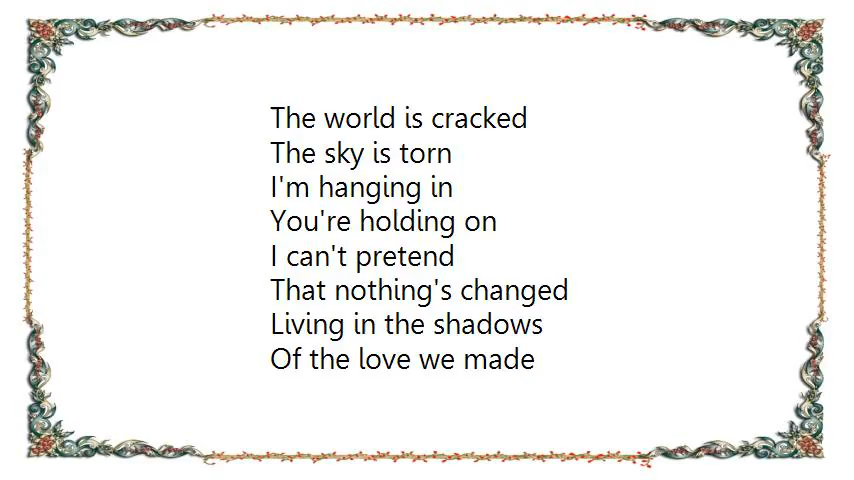 The world is cracked
The sky is torn
I'm hanging in
You're holding on
I can't pretend
That nothing's changed
Living in the shadows
Of the love we made